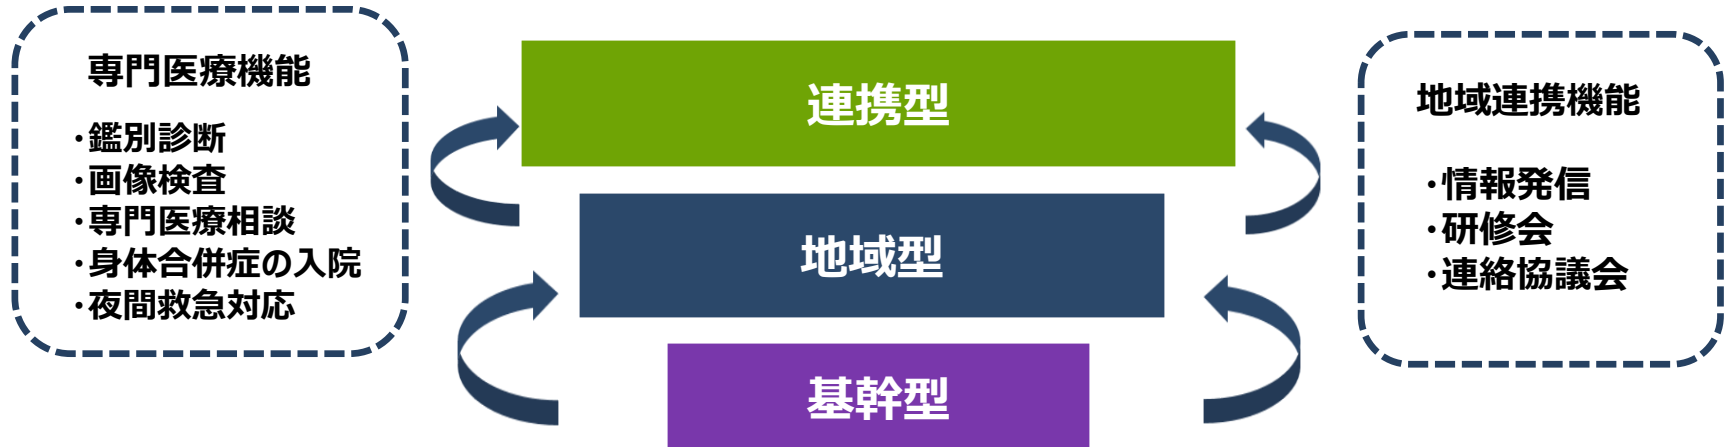 専門医療機能
・鑑別診断
・画像検査
・専門医療相談
・身体合併症の入院
・夜間救急対応
連携型
地域型
基幹型
地域連携機能
・情報発信
・研修会
・連絡協議会